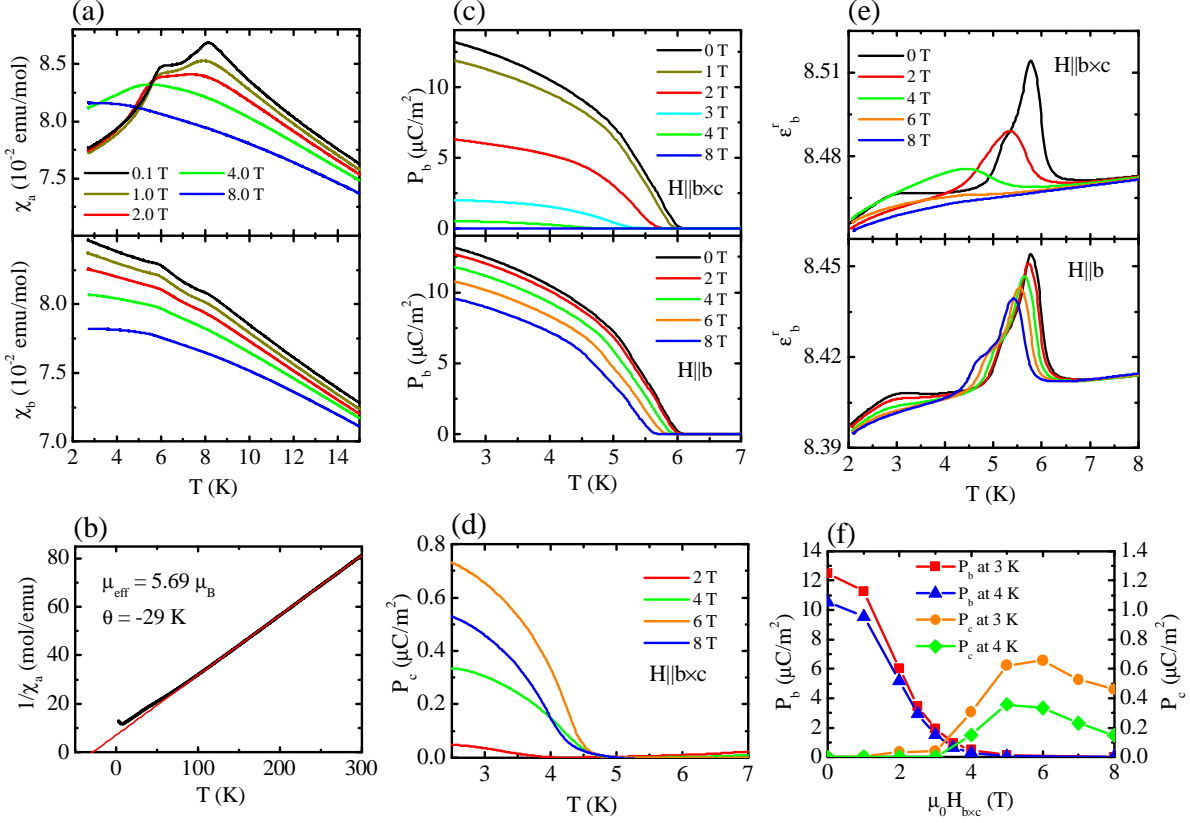 (a)
χa (10-2 emu/mol)
8.5
8.0
7.5
0.1 T
1.0 T
2.0 T
4.0 T
8.0 T
χb (10-2 emu/mol)
8.0
7.5
7.0
2 4 6 8 10 12 14
T (K)
(b)
1/χa (mol/emu)
80
60
40
20
0
μeff = 5.69 μB
θ = -29 K
0 100 200 300
T (K)
(c)
Pb (μC/m2)
10
5
0
0 T
1 T
2 T
3 T
4 T
8 T
H||b×c
Pb (μC/m2)
10
5
0
0 T
2 T
4 T
6 T
8 T
H||b
3 4 5 6 7
T (K)
(d)
Pc (μC/m2)
0.8
0.6
0.4
0.2
0.0
2 T
4 T
6 T
8 T
H||b×c
3 4 5 6 7
T (K)
(e)
εbr
8.51
8.48
0 T
2 T
4 T
6 T
8 T
H||b×c
εbr
8.45
8.42
8.39
H||b
2 3 4 5 6 7 8
T (K)
(f)
Pb (μC/m2)
14
12
10
8
6
4
2
0
Pb at 3 K
Pb at 4 K
Pc at 3 K
Pc at 4 K
1.4
1.2
1.0
0.8
0.6
0.4
0.2
0.0
Pc (μC/m2)
0 2 4 6 8
μ0Hb×c (T)